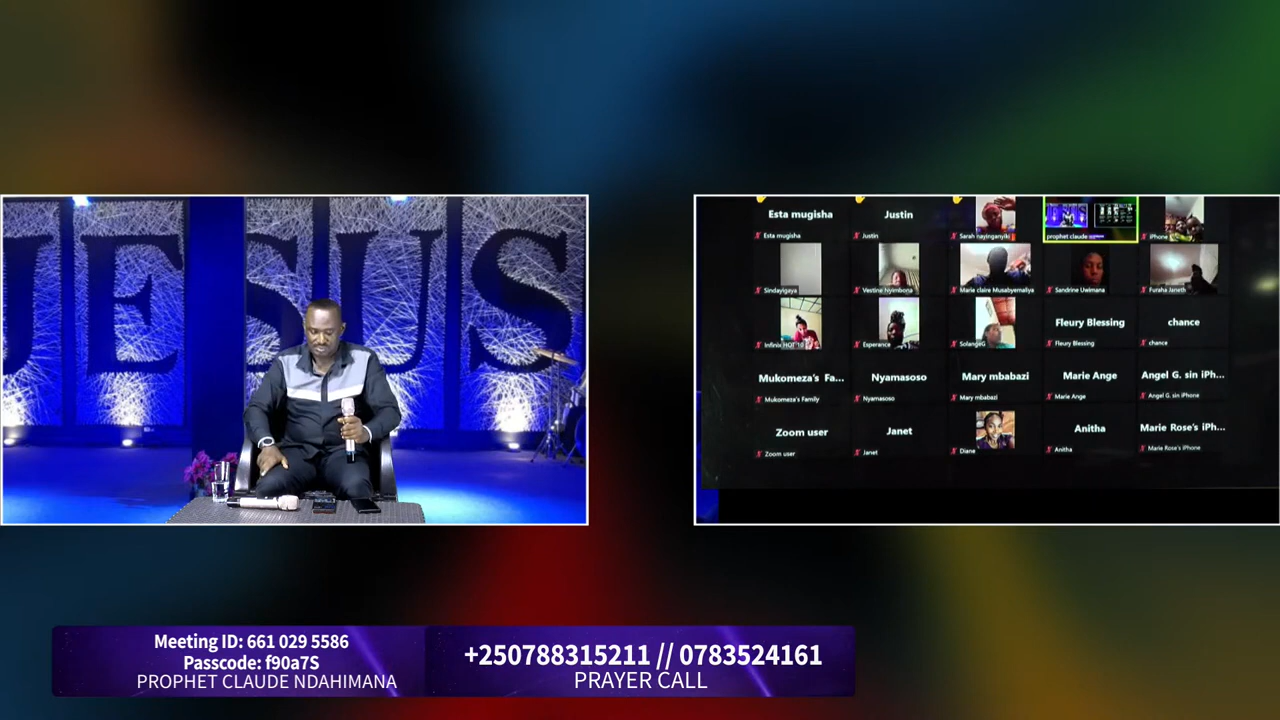 JESUS
Esta mugisha
Justin
Esta mugisha
Justin
Sarah nayinganyiki
prophet claude
iPhone
Sindayigaya
Vestine Nyimbona
Marie claire Musabyemaliya
Sandrine Uwimana
Furaha Janeth
Fleury Blessing
chance
Infinix HOT 10
Esperance
SolangeG
Fleury Blessing
chance
Mukomeza's Fa...
Nyamasoso
Mary mbabazi
Marie Ange
Angel G. sin iPh...
Mukomeza's Family
Nyamasoso
Mary mbabazi
Marie Ange
Angel G. sin iPhone
Zoom user
Janet
Anitha
Marie Rose's iPh...
Zoom user
Janet
Diane
Anitha
Marie Rose's iPhone
Meeting ID: 661 029 5586
Passcode: f90a7S
PROPHET CLAUDE NDAHIMANA
+250788315211 // 0783524161
PRAYER CALL